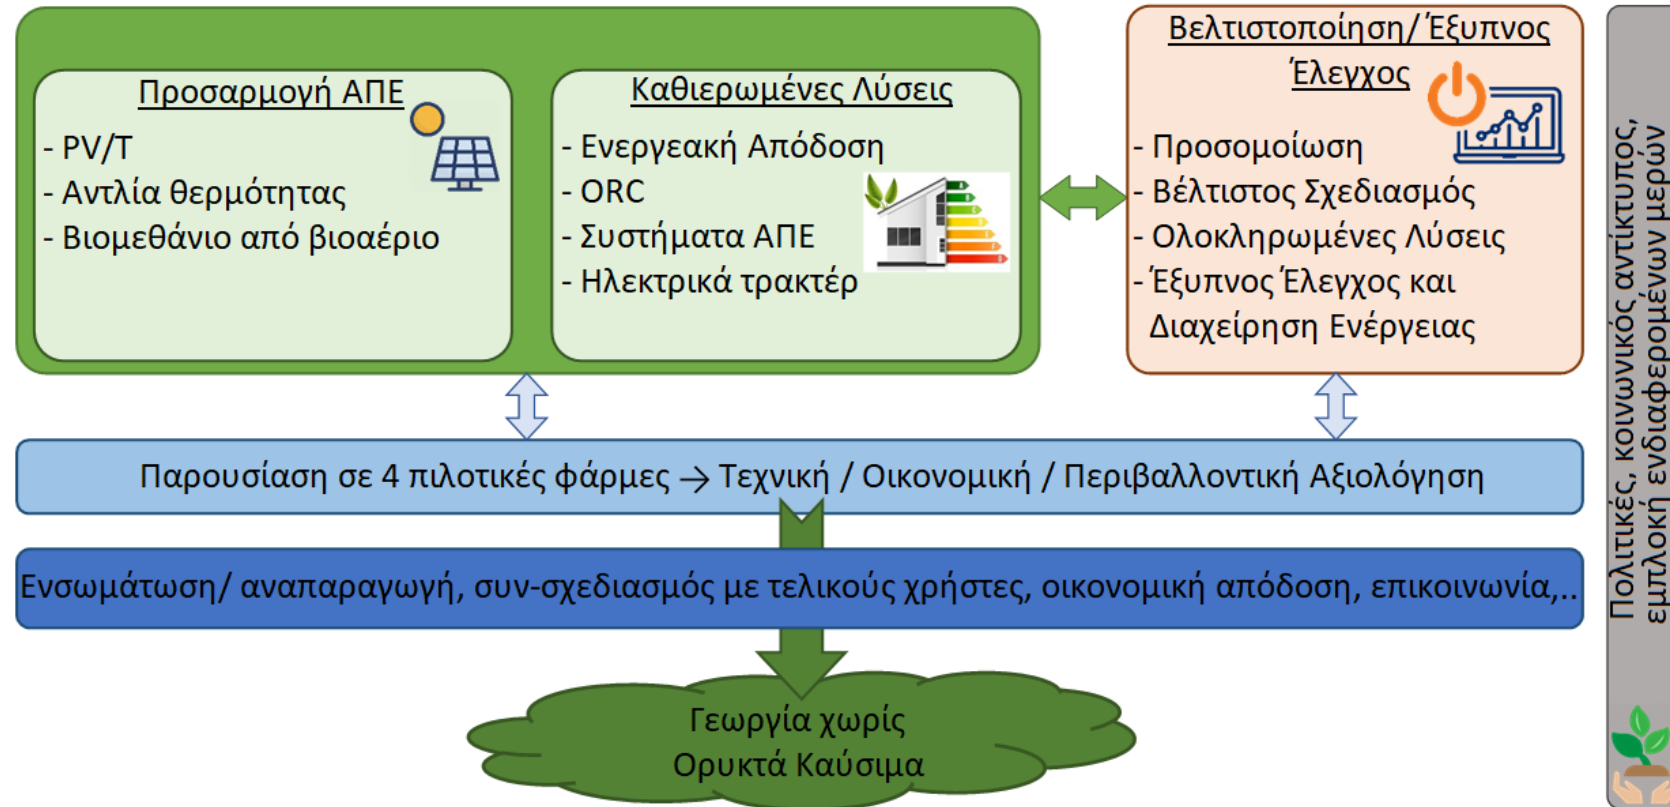 Προσαρμογή ΑΠΕ
- PV/T
- Αντλία θερμότητας
- Βιομεθάνιο από βιοαέριο
Καθιερωμένες Λύσεις
- Ενεργεακή Απόδοση
- ORC
- Συστήματα ΑΠΕ
- Ηλεκτρικά τρακτέρ
Βελτιστοποίηση/ Έξυπνος
Έλεγχος
- Προσομοίωση
- Βέλτιστος Σχεδιασμός
- Ολοκληρωμένες Λύσεις
- Έξυπνος Έλεγχος και
Διαχείρηση Ενέργειας
Παρουσίαση σε 4 πιλοτικές φάρμες → Τεχνική / Οικονομική / Περιβαλλοντική Αξιολόγηση
Ενσωμάτωση/ αναπαραγωγή, συν-σχεδιασμός με τελικούς χρήστες, οικονομική απόδοση, επικοινωνία,..
Γεωργία χωρίς
Ορυκτά Καύσιμα
Πολιτικές, κοινωνικός αντίκτυπος,
εμπλοκή ενδιαφερομένων μερών